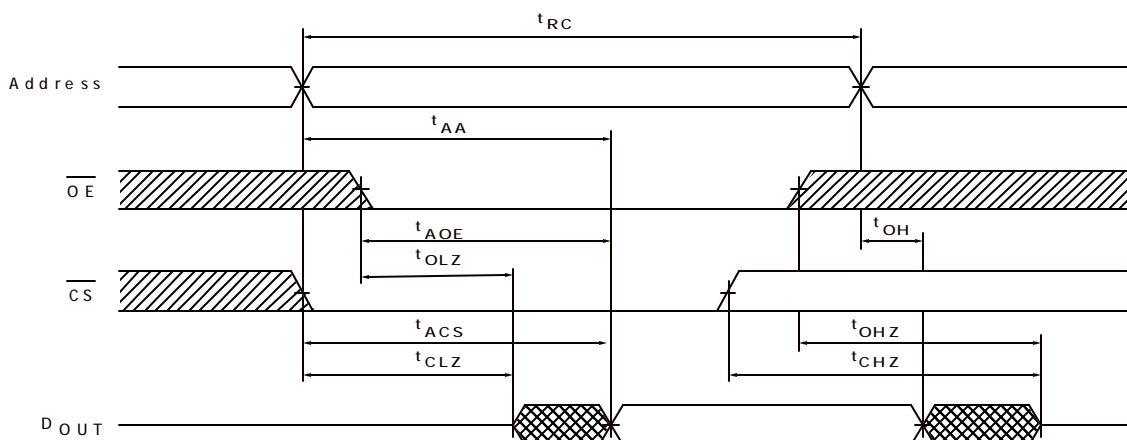 tRC
Address
tAA
OE
tAOE
tOH
tOLZ
CS
tACS
tOHZ
tCLZ
tCHZ
DOUT